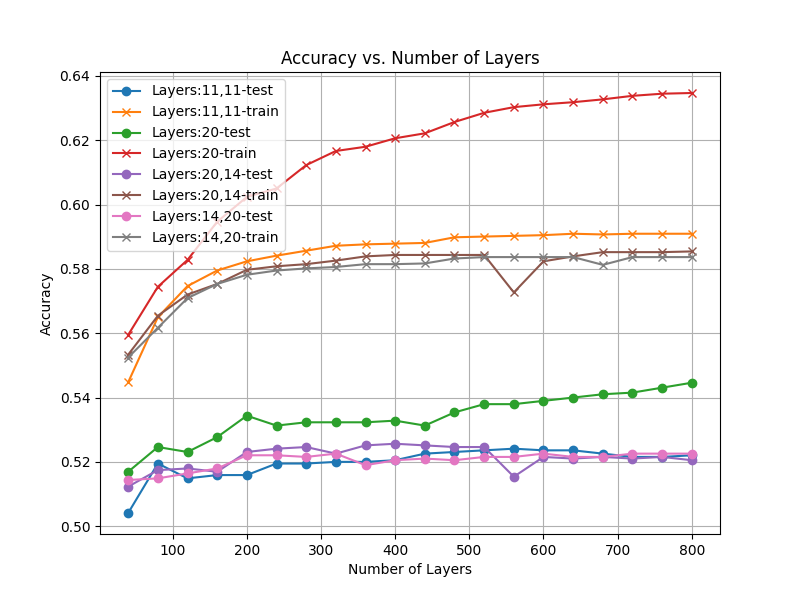 Accuracy vs. Number of Layers
0.64
0.62
0.60
0.58
0.56
0.54
0.52
0.50
Accuracy
Layers:11,11-test
Layers:11,11-train
Layers:20-test
Layers:20-train
Layers:20,14-test
Layers:20,14-train
Layers:14,20-test
Layers:14,20-train
100 200 300 400 500 600 700 800
Number of Layers